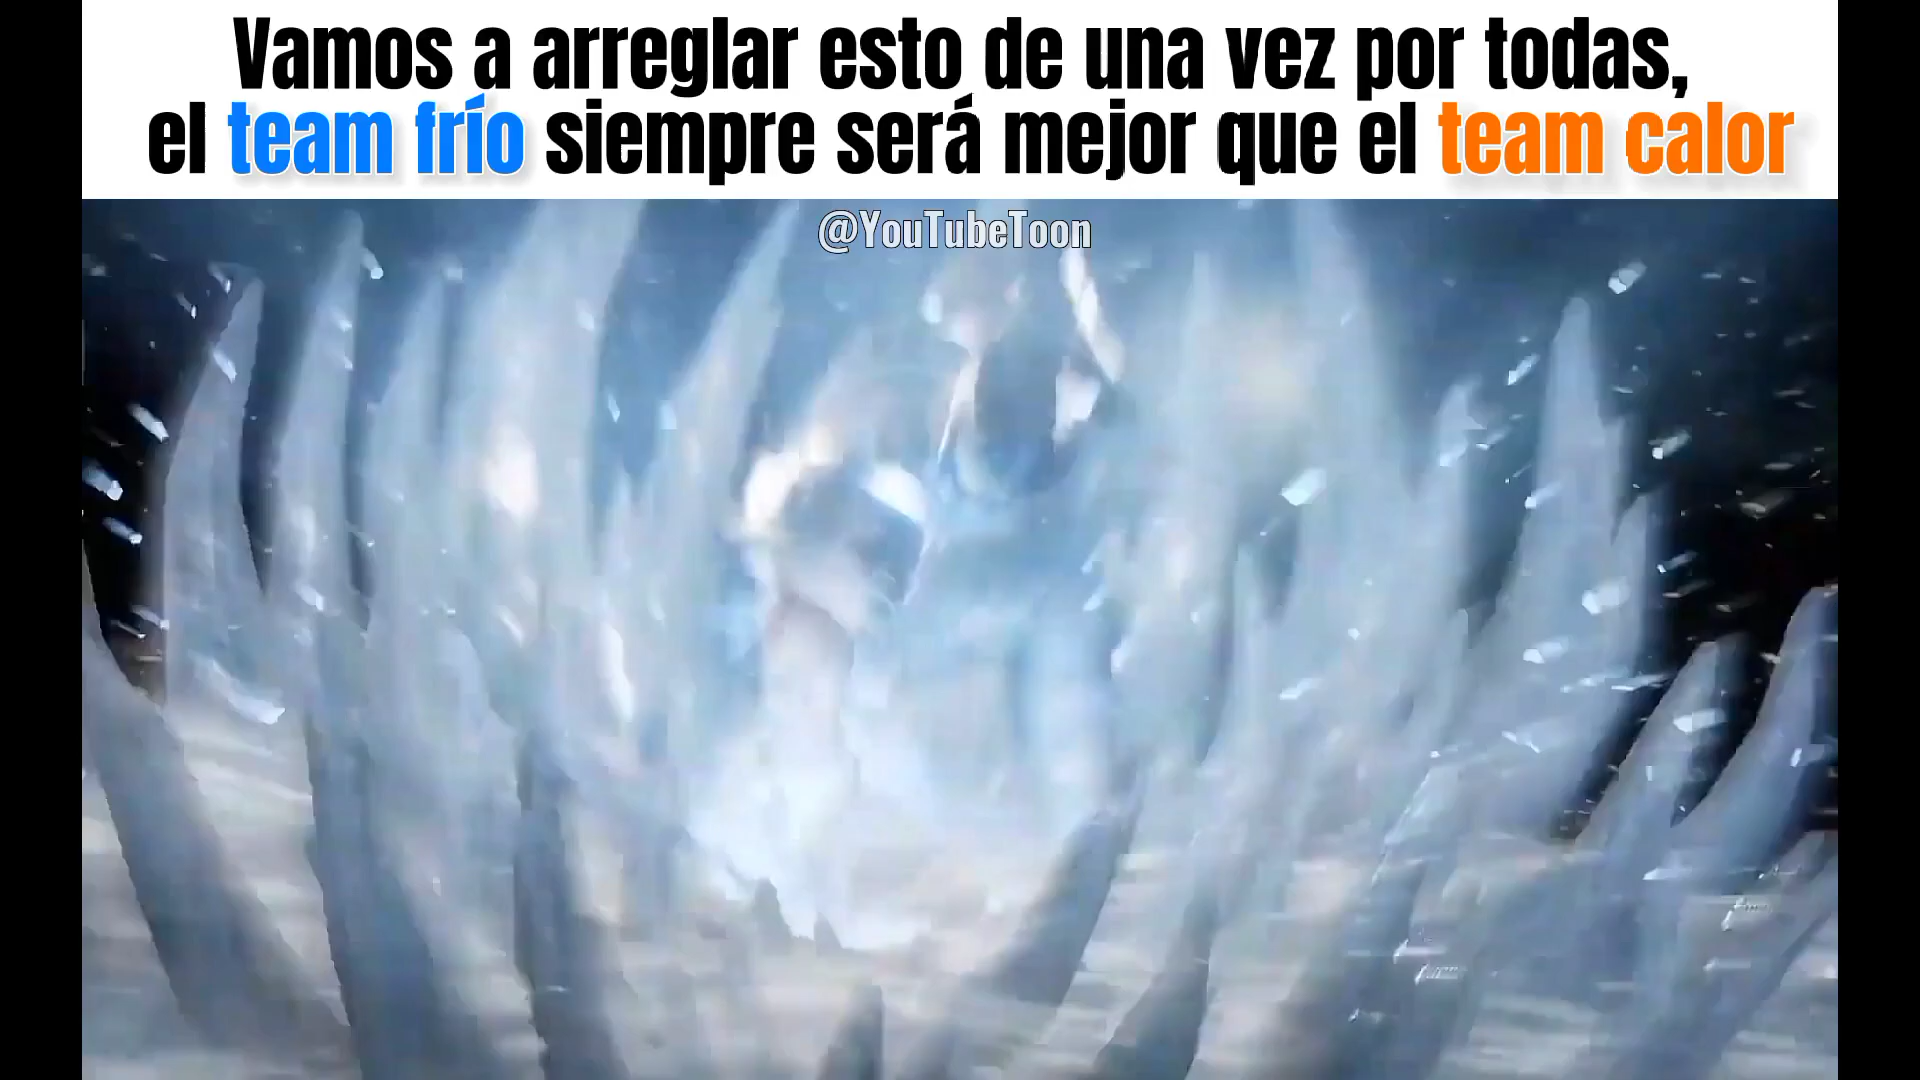 Vamos a arreglar esto de una vez por todas,
el team frío siempre será mejor que el team calor
@YouTubeToon